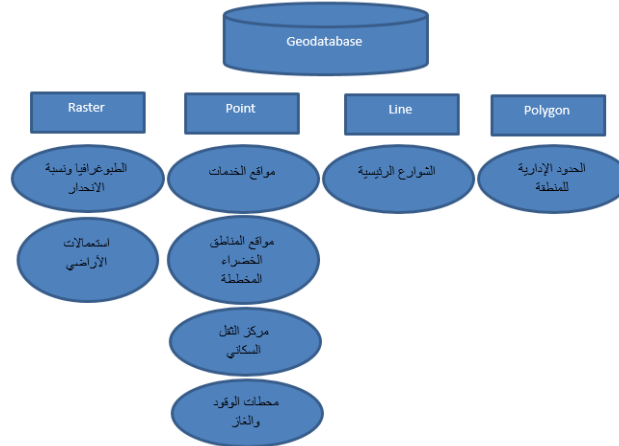 Geodatabase
Raster
Point
Line
Polygon
الطبوغرافيا ونسبة
الانحدار
مواقع الخدمات
الشوارع الرئيسية
الحدود الإدارية
للمنطقة
استعمالات
الأراضي
مواقع المناطق
الخضراء
المخططة
مركز الثقل
السكاني
محطات الوقود
والغاز